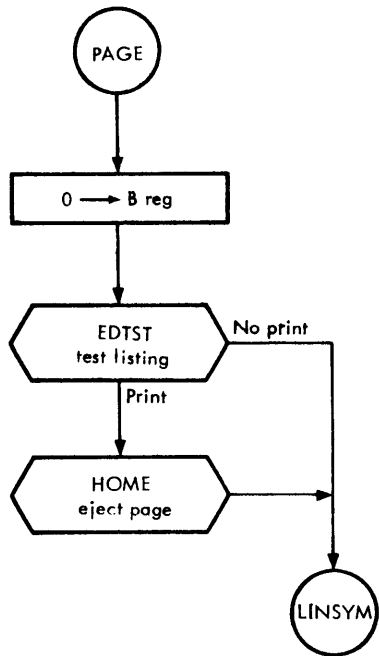 PAGE
0 → B reg
EDTST
test listing
No print
Print
HOME
eject page
LINSYM